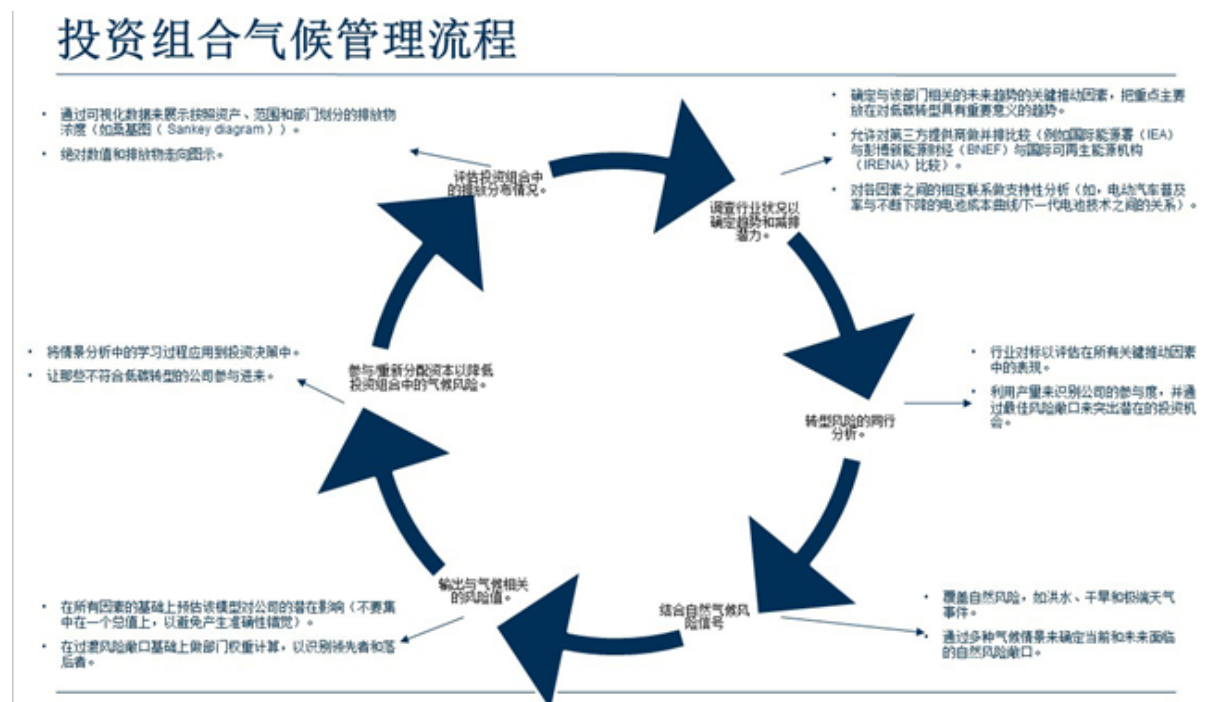 投资组合气候管理流程
• 通过可视化数据来展示按照资产、范围和部门划分的排放物
浓度（如桑基图（ Sankey diagram ））。
• 绝对数值和排放物走向图示。
评估投资组合中
的排放分布情况。
• 确定与该部门相关的未来趋势的关键推动因素，把重点主要
放在对低碳转型具有重要意义的趋势。
• 允许对第三方提供商做并排比较（例如国际能源署（IEA）
与彭博新能源财经（BNEF）与国际可再生能源机构
（IRENA）比较）。
• 对各因素之间的相互联系做支持性分析（如，电动汽车普及
率与不断下降的电池成本曲线/下一代电池技术之间的关系）。
调查行业状况以
确定趋势和减排
潜力。
• 行业对标以评估在所有关键推动因素
中的表现。
• 利用产量来识别公司的参与度，并通
过最佳风险敞口来突出潜在的投资机
会。
转型风险的同行
分析。
• 覆盖自然风险，如洪水、干旱和极端天气
事件。
• 通过多种气候情景来确定当前和未来面临
的自然风险敞口。
结合自然气候风
险信号
输出与气候相关
的风险值。
• 在所有因素的基础上预估该模型对公司的潜在影响（不要集
中在一个总值上，以避免产生准确性错觉）。
• 在过渡风险敞口基础上做部门权重计算，以识别领先者和落
后者。
参与/重新分配资本以降低
投资组合中的气候风险。
• 将情景分析中的学习过程应用到投资决策中。
• 让那些不符合低碳转型的公司参与进来。